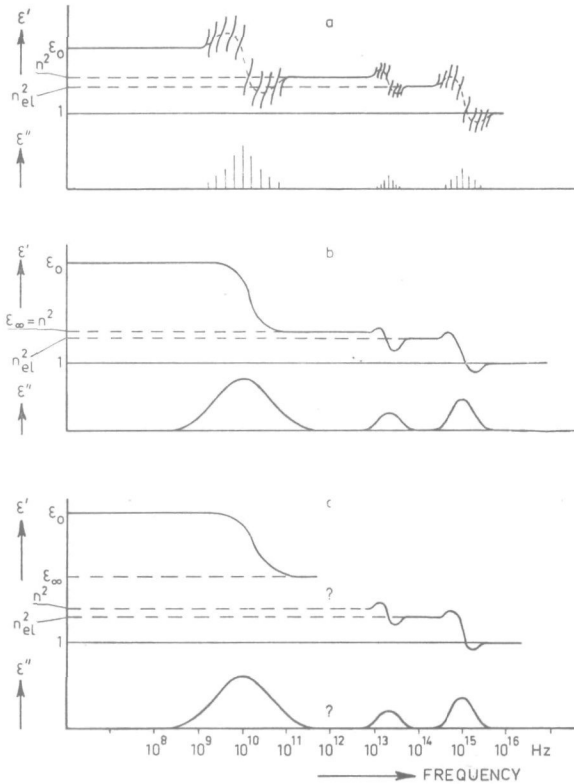 a
ε'
ε₀
n²
n²el
1
ε"
b
ε'
ε₀
ε∞ = n²
n²el
1
ε"
c
ε'
ε₀
ε∞
n²
?
n²el
1
ε"
?
10⁸ 10⁹ 10¹⁰ 10¹¹ 10¹² 10¹³ 10¹⁴ 10¹⁵ 10¹⁶ Hz
FREQUENCY